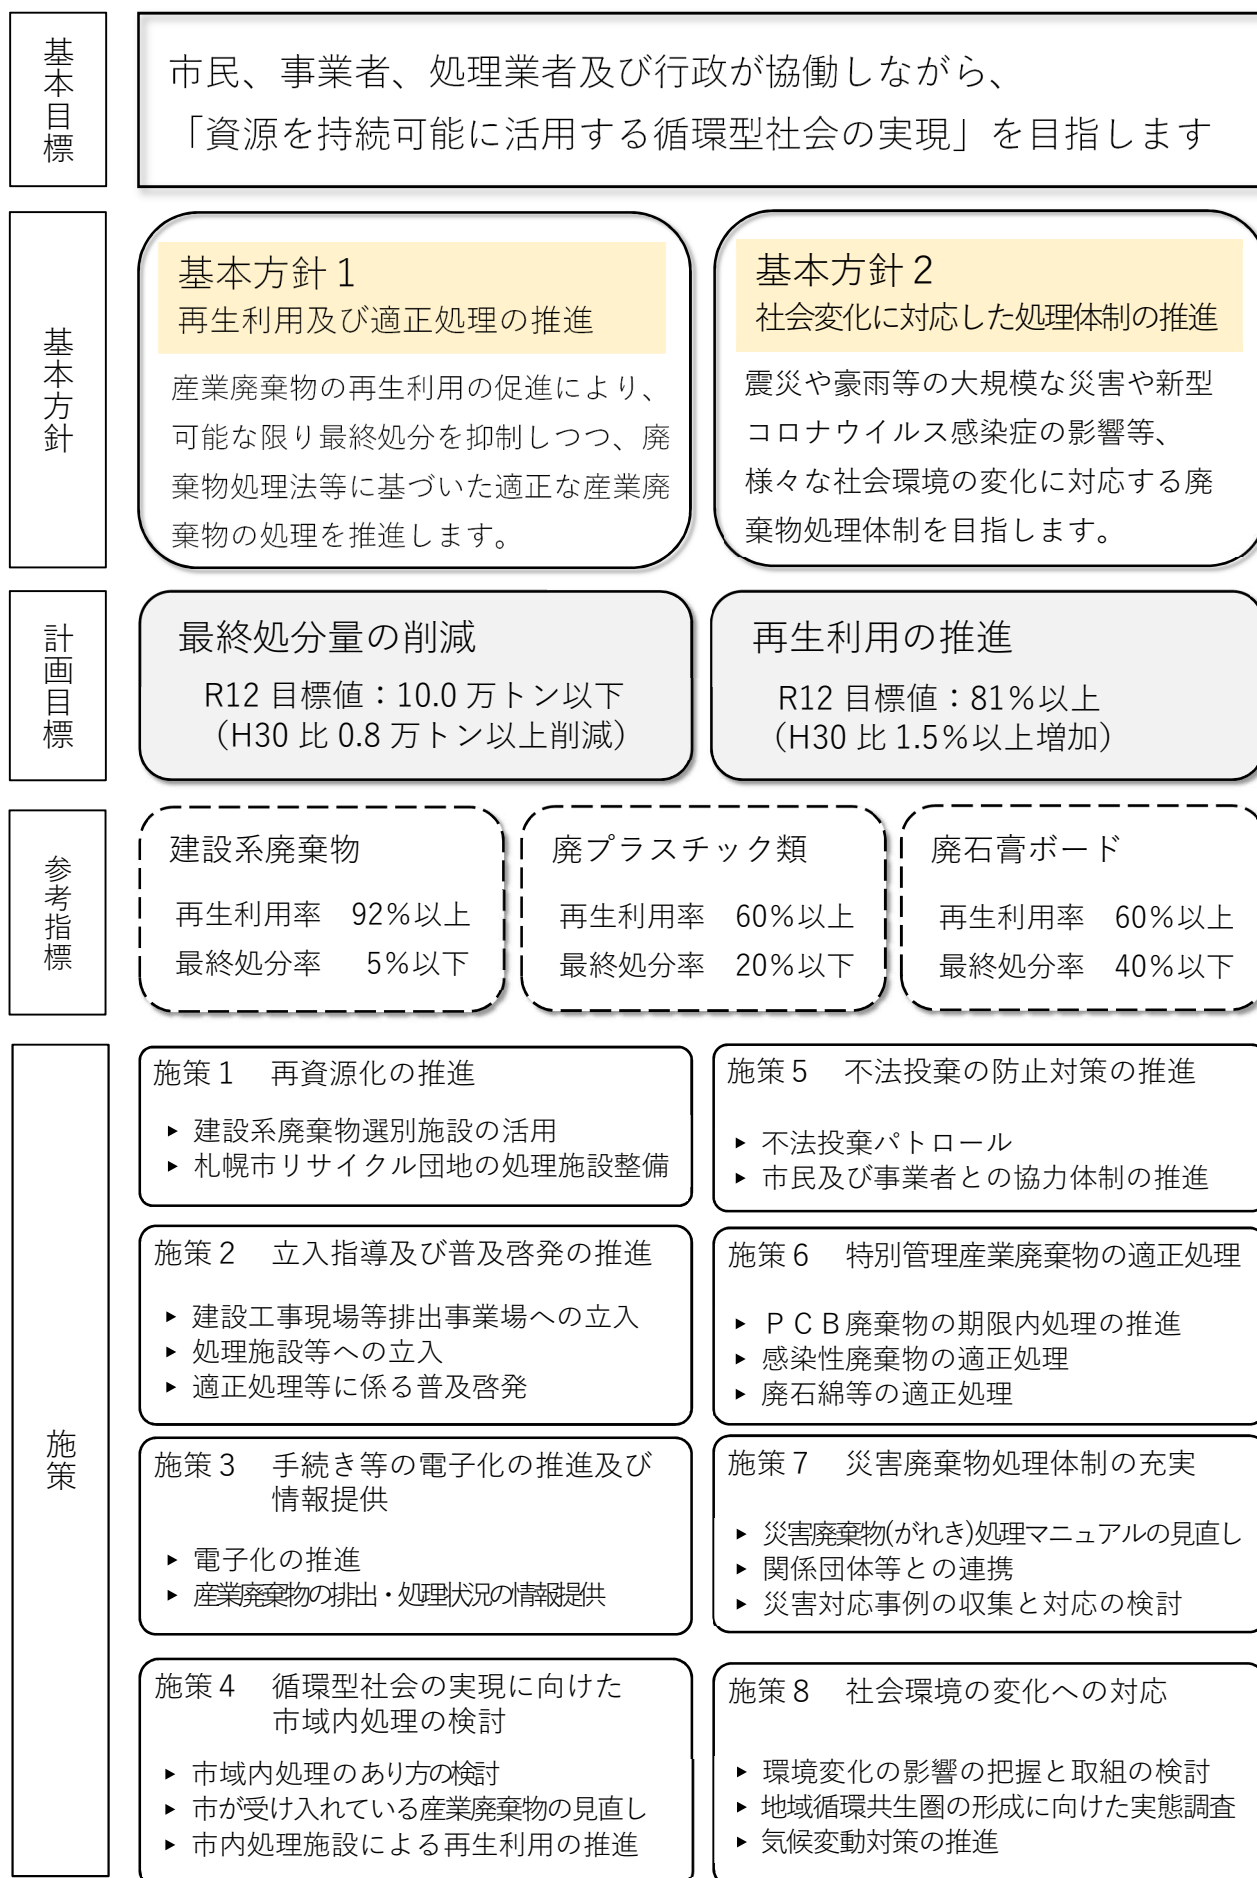 基本目標
市民、事業者、処理業者及び行政が協働しながら、
「資源を持続可能に活用する循環型社会の実現」を目指します
基本方針
基本方針1
再生利用及び適正処理の推進
産業廃棄物の再生利用の促進により、
可能な限り最終処分を抑制しつつ、廃
棄物処理法等に基づいた適正な産業廃
棄物の処理を推進します。
基本方針2
社会変化に対応した処理体制の推進
震災や豪雨等の大規模な災害や新型
コロナウイルス感染症の影響等、
様々な社会環境の変化に対応する廃
棄物処理体制を目指します。
計画目標
最終処分量の削減
R12 目標値：10.0 万トン以下
（H30 比 0.8 万トン以上削減）
再生利用の推進
R12 目標値：81％以上
（H30 比 1.5％以上増加）
参考指標
建設系廃棄物
再生利用率 92％以上
最終処分率 5％以下
廃プラスチック類
再生利用率 60％以上
最終処分率 20％以下
廃石膏ボード
再生利用率 60％以上
最終処分率 40％以下
施策
施策1 再資源化の推進
▸ 建設系廃棄物選別施設の活用
▸ 札幌市リサイクル団地の処理施設整備
施策2 立入指導及び普及啓発の推進
▸ 建設工事現場等排出事業場への立入
▸ 処理施設等への立入
▸ 適正処理等に係る普及啓発
施策3 手続き等の電子化の推進及び
情報提供
▸ 電子化の推進
▸ 産業廃棄物の排出・処理状況の情報提供
施策4 循環型社会の実現に向けた
市域内処理の検討
▸ 市域内処理のあり方の検討
▸ 市が受け入れている産業廃棄物の見直し
▸ 市内処理施設による再生利用の推進
施策5 不法投棄の防止対策の推進
▸ 不法投棄パトロール
▸ 市民及び事業者との協力体制の推進
施策6 特別管理産業廃棄物の適正処理
▸ ＰＣＢ廃棄物の期限内処理の推進
▸ 感染性廃棄物の適正処理
▸ 廃石綿等の適正処理
施策7 災害廃棄物処理体制の充実
▸ 災害廃棄物(がれき)処理マニュアルの見直し
▸ 関係団体等との連携
▸ 災害対応事例の収集と対応の検討
施策8 社会環境の変化への対応
▸ 環境変化の影響の把握と取組の検討
▸ 地域循環共生圏の形成に向けた実態調査
▸ 気候変動対策の推進